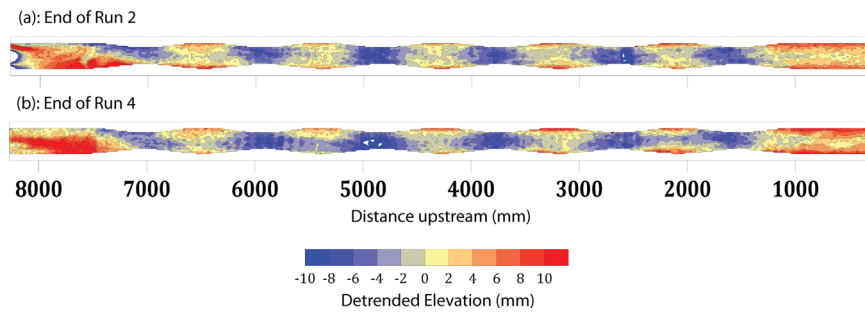 (a): End of Run 2
(b): End of Run 4
8000 7000 6000 5000 4000 3000 2000 1000
Distance upstream (mm)
-10 -8 -6 -4 -2 0 2 4 6 8 10
Detrended Elevation (mm)